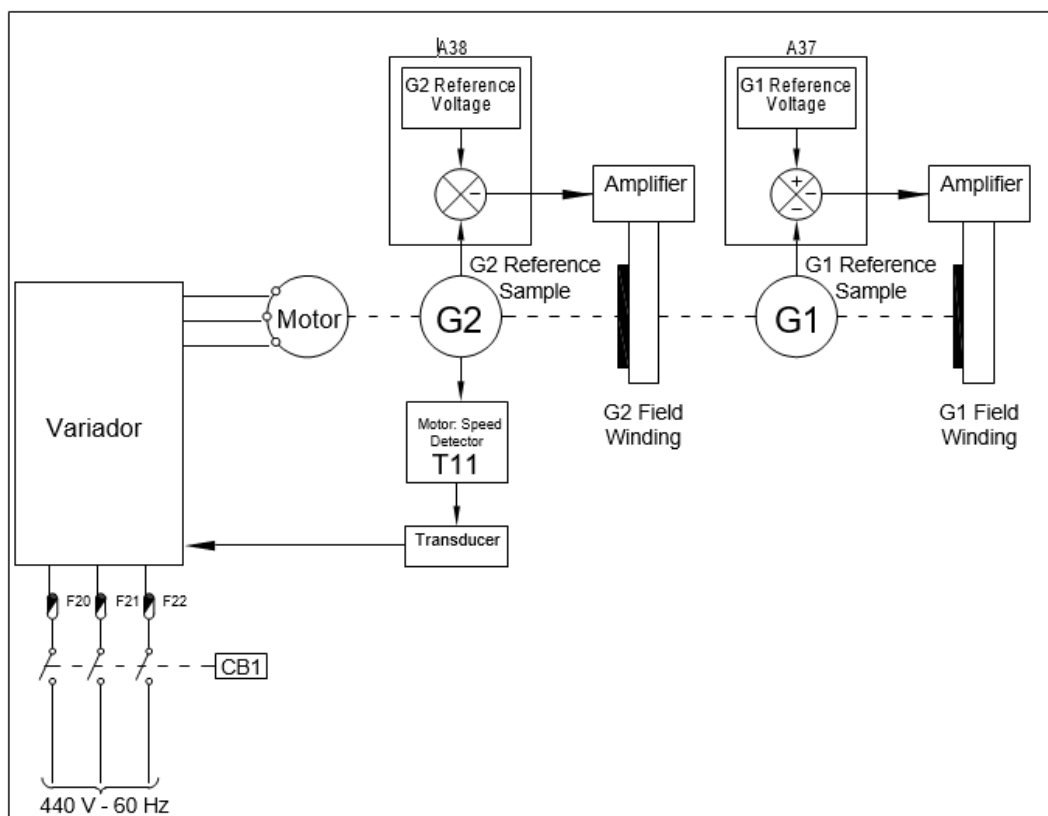 A38
G2 Reference
Voltage
A37
G1 Reference
Voltage
-
Amplifier
+
-
-
Amplifier
G2 Reference
Sample
G1 Reference
Sample
Motor
G2
G1
Variador
Motor: Speed
Detector
T11
G2 Field
Winding
G1 Field
Winding
Transducer
F20
F21
F22
CB1
440 V - 60 Hz